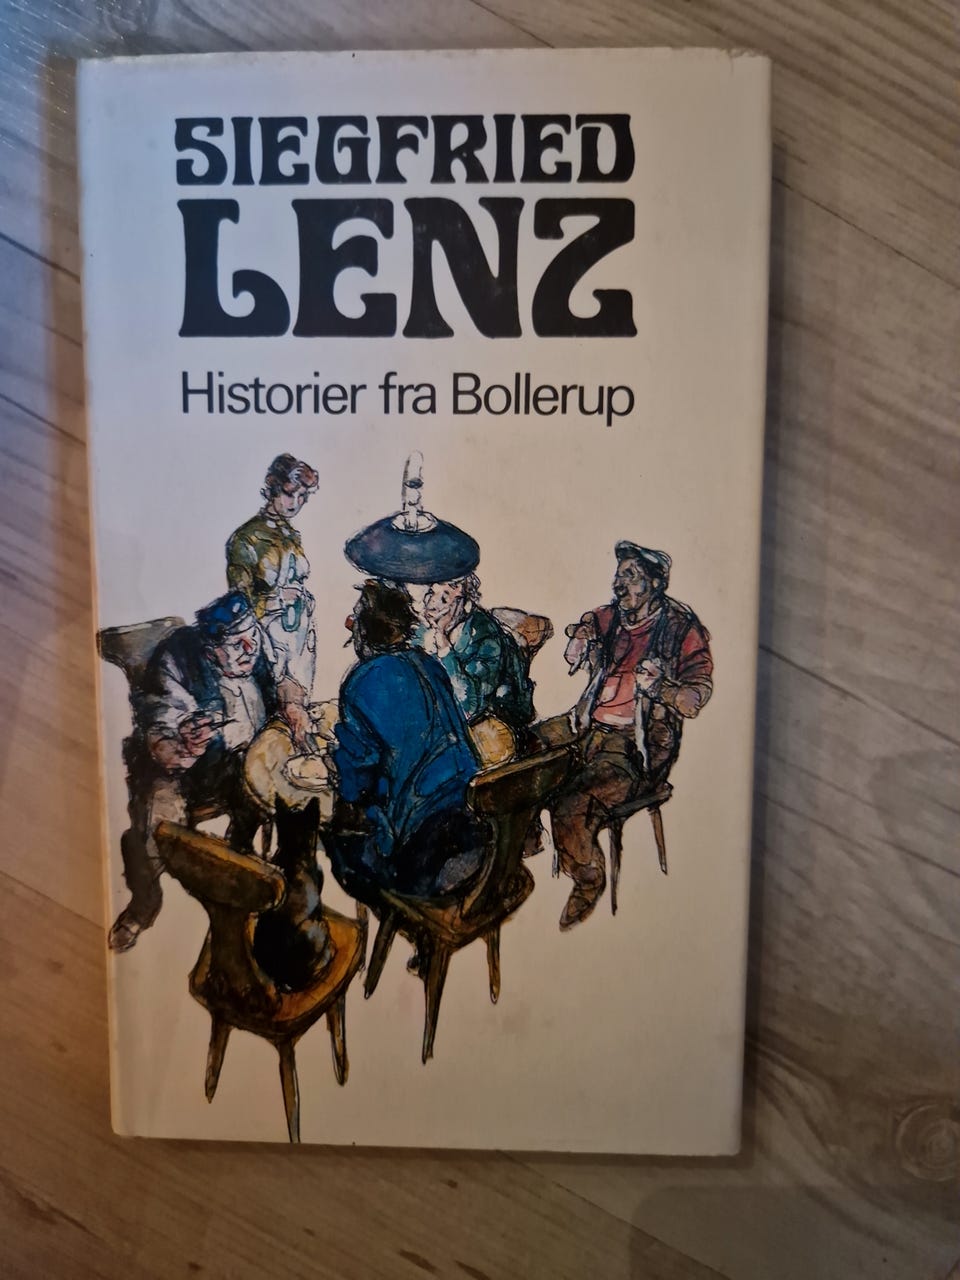 SIEGFRIED
LENZ
Historier fra Bollerup